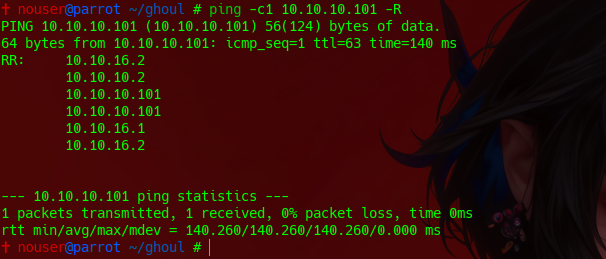 ✝ nouser@parrot ~/ghoul # ping -c1 10.10.10.101 -R
PING 10.10.10.101 (10.10.10.101) 56(124) bytes of data.
64 bytes from 10.10.10.101: icmp_seq=1 ttl=63 time=140 ms
RR:     10.10.16.2
        10.10.10.2
        10.10.10.101
        10.10.10.101
        10.10.16.1
        10.10.16.2
--- 10.10.10.101 ping statistics ---
1 packets transmitted, 1 received, 0% packet loss, time 0ms
rtt min/avg/max/mdev = 140.260/140.260/140.260/0.000 ms
✝ nouser@parrot ~/ghoul #